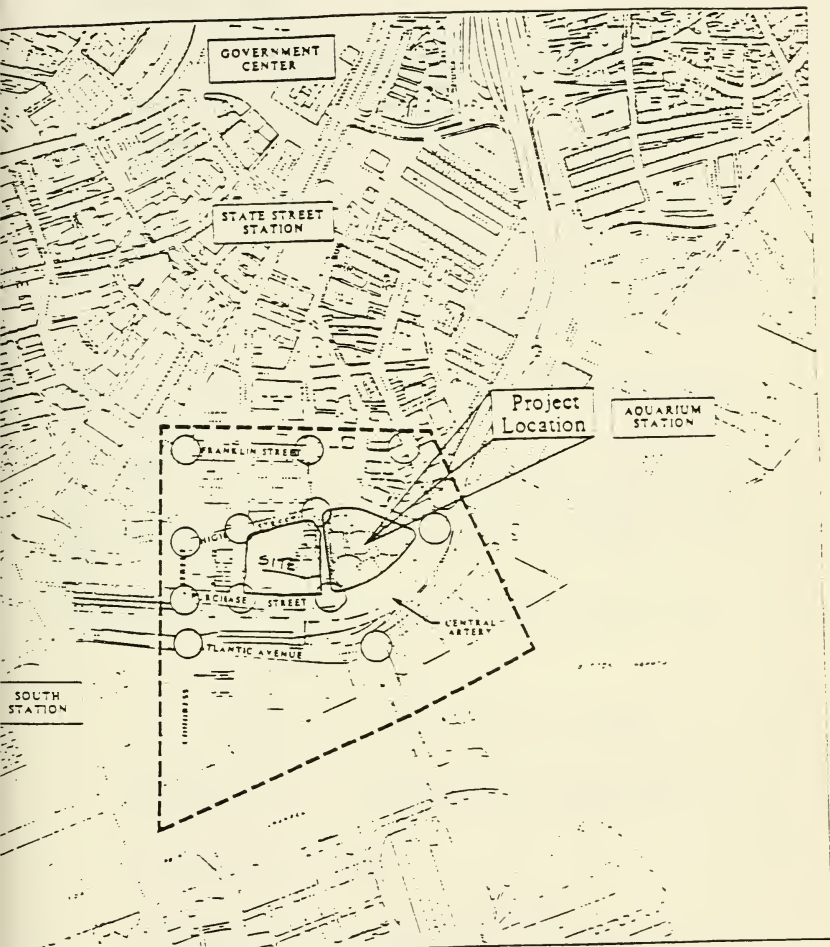 GOVERNMENT
CENTER
STATE STREET
STATION
Project
Location
AQUARIUM
STATION
FRANKLIN STREET
HIGH
SITE
STREET
CENTRAL
ARTERY
TLANTIC AVENUE
SOUTH
STATION